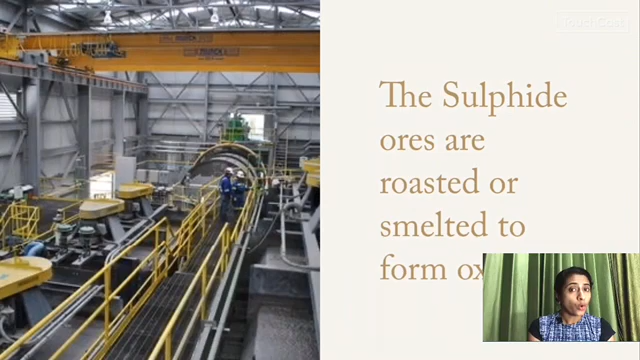 The Sulphide
ores are
roasted or
smelted to
form ox